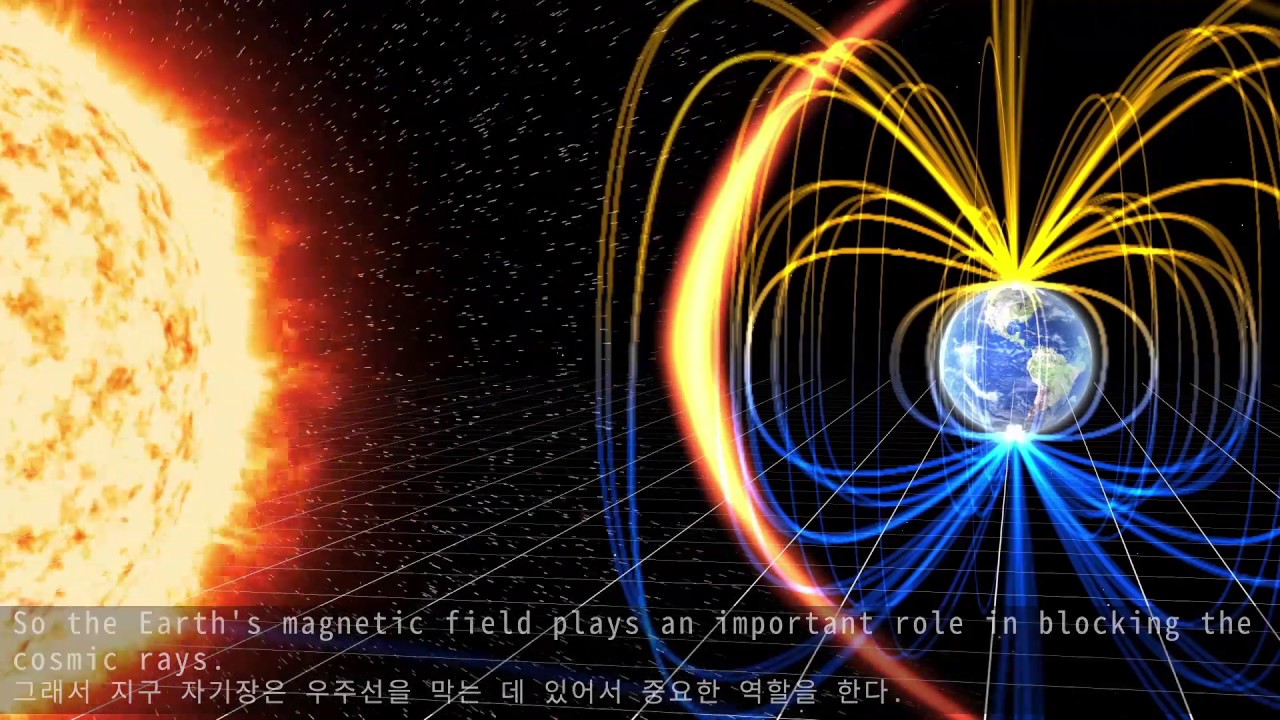 So the Earth's magnetic field plays an important role in blocking the
cosmic rays.
그래서 지구 자기장은 우주선을 막는 데 있어서 중요한 역할을 한다.